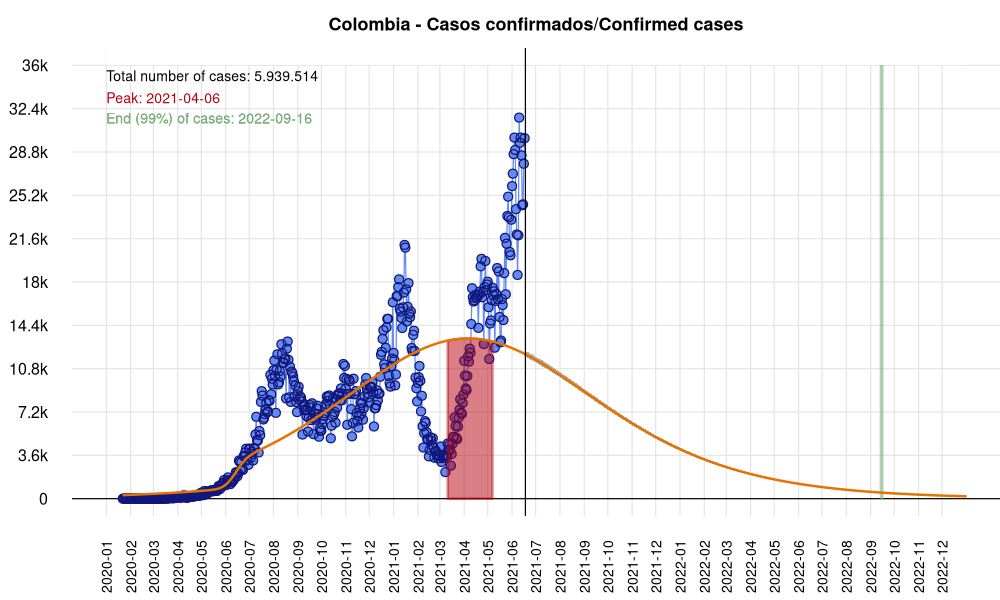 Colombia - Casos confirmados/Confirmed cases
Total number of cases: 5.939.514
Peak: 2021-04-06
End (99%) of cases: 2022-09-16
36k
32.4k
28.8k
25.2k
21.6k
18k
14.4k
10.8k
7.2k
3.6k
0
2020-01
2020-02
2020-03
2020-04
2020-05
2020-06
2020-07
2020-08
2020-09
2020-10
2020-11
2020-12
2021-01
2021-02
2021-03
2021-04
2021-05
2021-06
2021-07
2021-08
2021-09
2021-10
2021-11
2021-12
2022-01
2022-02
2022-03
2022-04
2022-05
2022-06
2022-07
2022-08
2022-09
2022-10
2022-11
2022-12